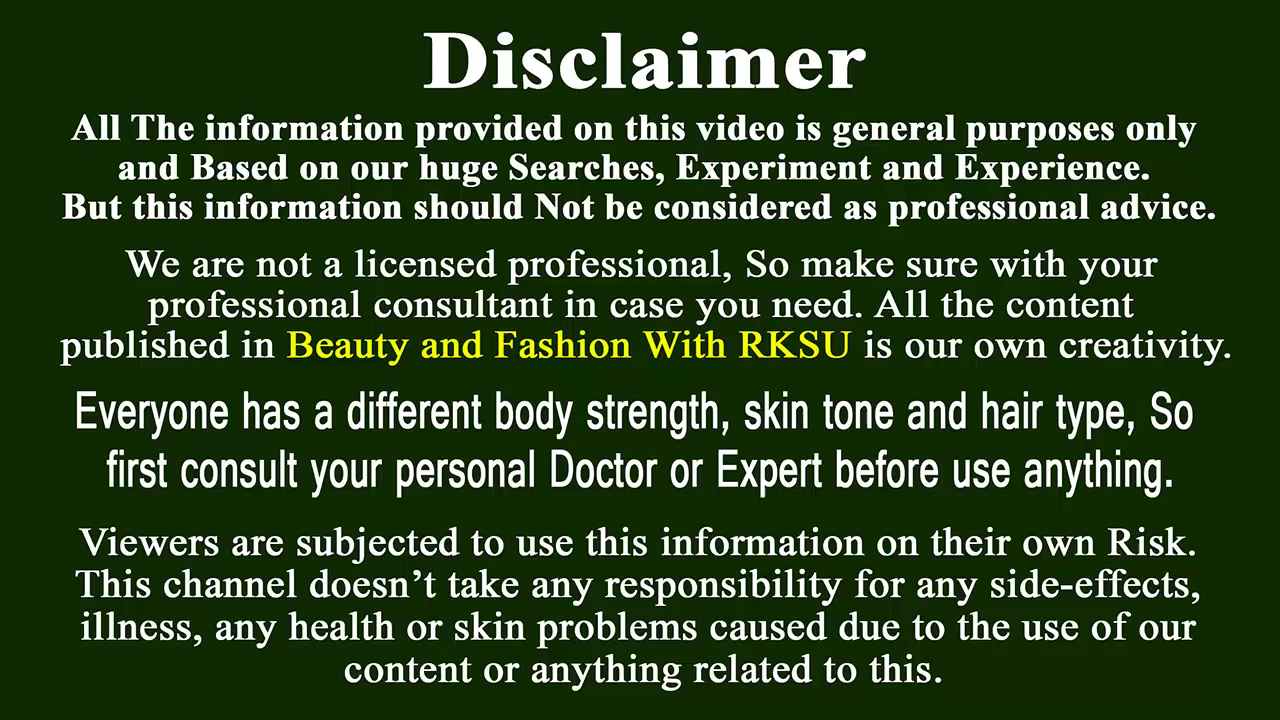 Disclaimer
All The information provided on this video is general purposes only
and Based on our huge Searches, Experiment and Experience.
But this information should Not be considered as professional advice.
We are not a licensed professional, So make sure with your
professional consultant in case you need. All the content
published in Beauty and Fashion With RKSU is our own creativity.
Everyone has a different body strength, skin tone and hair type, So
first consult your personal Doctor or Expert before use anything.
Viewers are subjected to use this information on their own Risk.
This channel doesn’t take any responsibility for any side-effects,
illness, any health or skin problems caused due to the use of our
content or anything related to this.